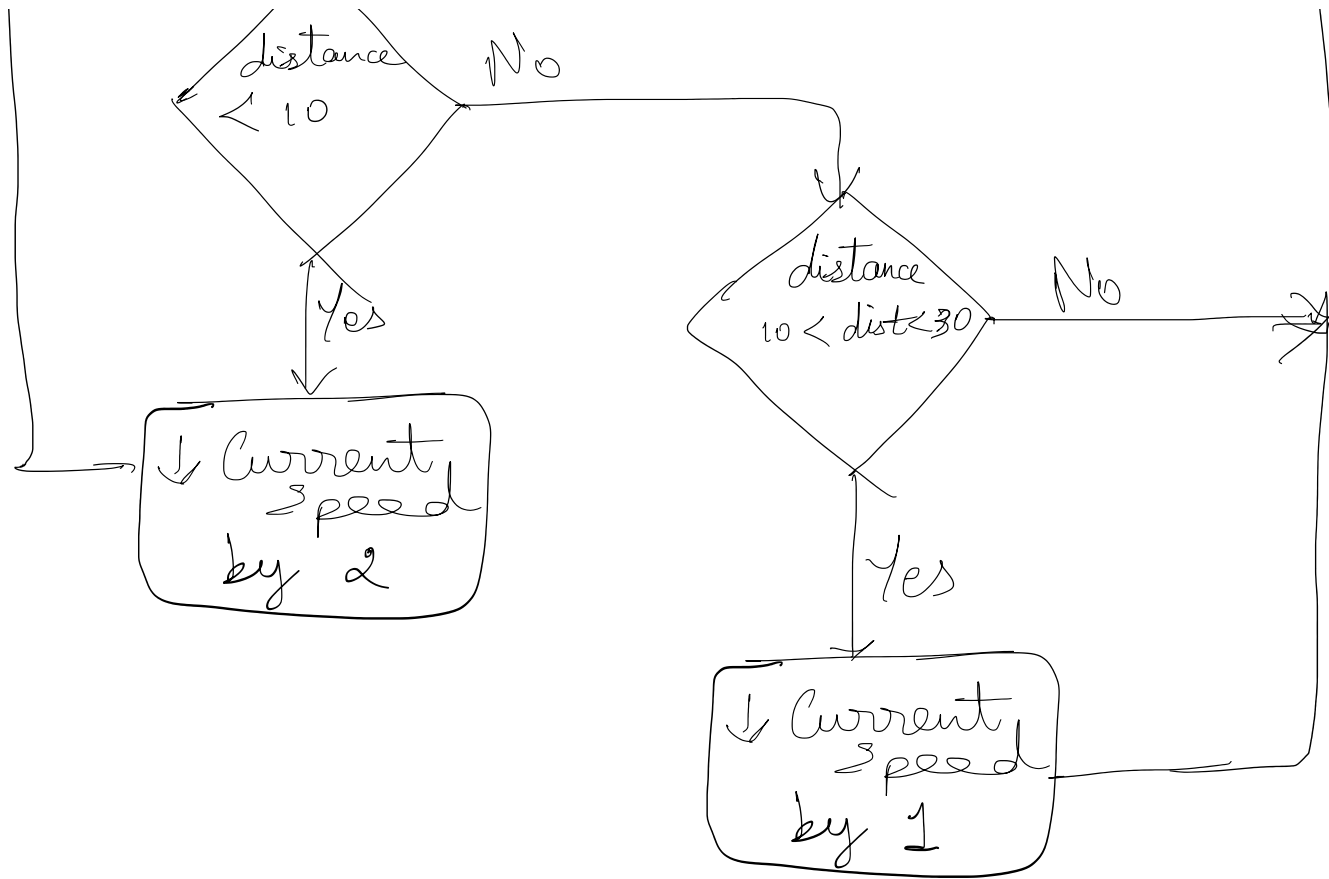 distance
< 10
No
Yes
↓ Current
speed
by 2
distance
10 < dist < 30
No
Yes
↓ Current
speed
by 1